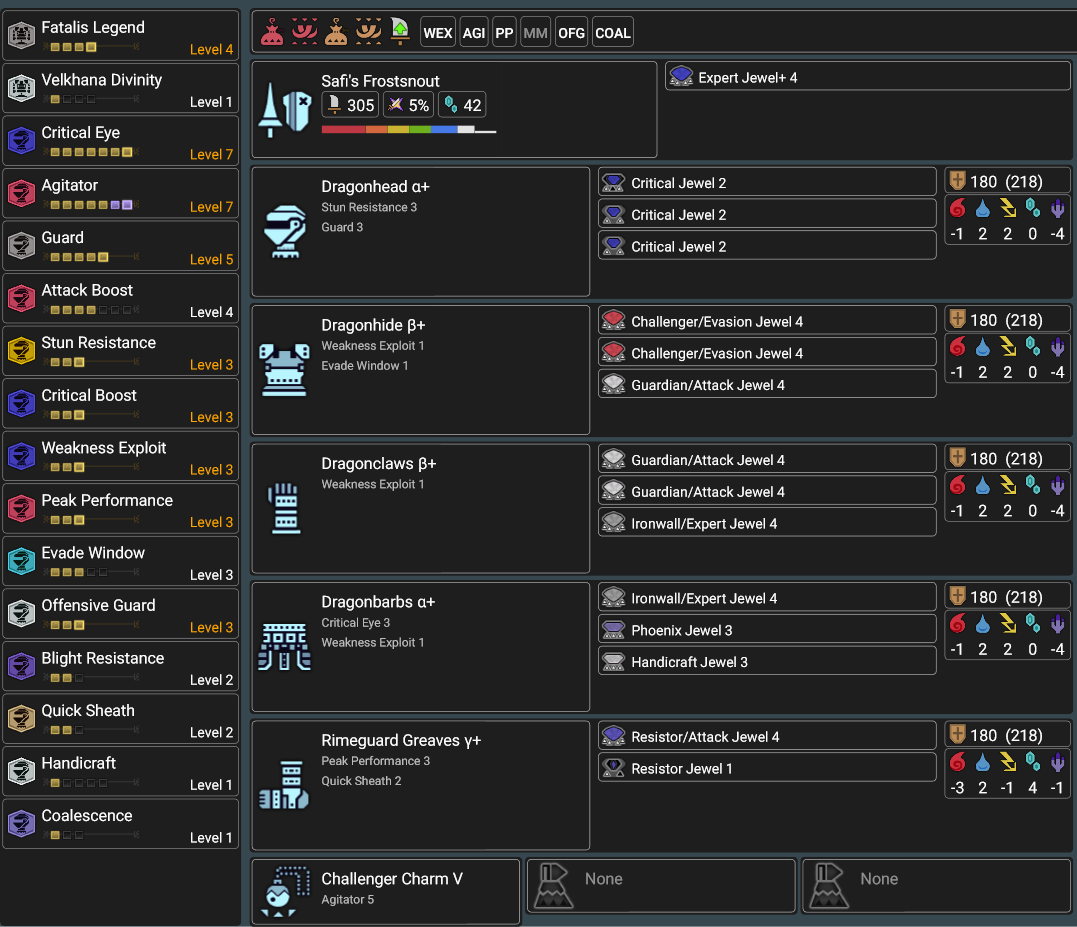 Fatalis Legend
Level 4
Velkhana Divinity
Level 1
Critical Eye
Level 7
Agitator
Level 7
Guard
Level 5
Attack Boost
Level 4
Stun Resistance
Level 3
Critical Boost
Level 3
Weakness Exploit
Level 3
Peak Performance
Level 3
Evade Window
Level 3
Offensive Guard
Level 3
Blight Resistance
Level 2
Quick Sheath
Level 2
Handicraft
Level 1
Coalescence
Level 1
WEX AGI PP MM OFG COAL
Safi's Frostsnout
305 5% 42
Expert Jewel+ 4
Dragonhead α+
Stun Resistance 3
Guard 3
Critical Jewel 2
Critical Jewel 2
Critical Jewel 2
180 (218)
-1 2 2 0 -4
Dragonhide β+
Weakness Exploit 1
Evade Window 1
Challenger/Evasion Jewel 4
Challenger/Evasion Jewel 4
Guardian/Attack Jewel 4
180 (218)
-1 2 2 0 -4
Dragonclaws β+
Weakness Exploit 1
Guardian/Attack Jewel 4
Guardian/Attack Jewel 4
Ironwall/Expert Jewel 4
180 (218)
-1 2 2 0 -4
Dragonbarbs α+
Critical Eye 3
Weakness Exploit 1
Ironwall/Expert Jewel 4
Phoenix Jewel 3
Handicraft Jewel 3
180 (218)
-1 2 2 0 -4
Rimeguard Greaves γ+
Peak Performance 3
Quick Sheath 2
Resistor/Attack Jewel 4
Resistor Jewel 1
180 (218)
-3 2 -1 4 -1
Challenger Charm V
Agitator 5
None
None